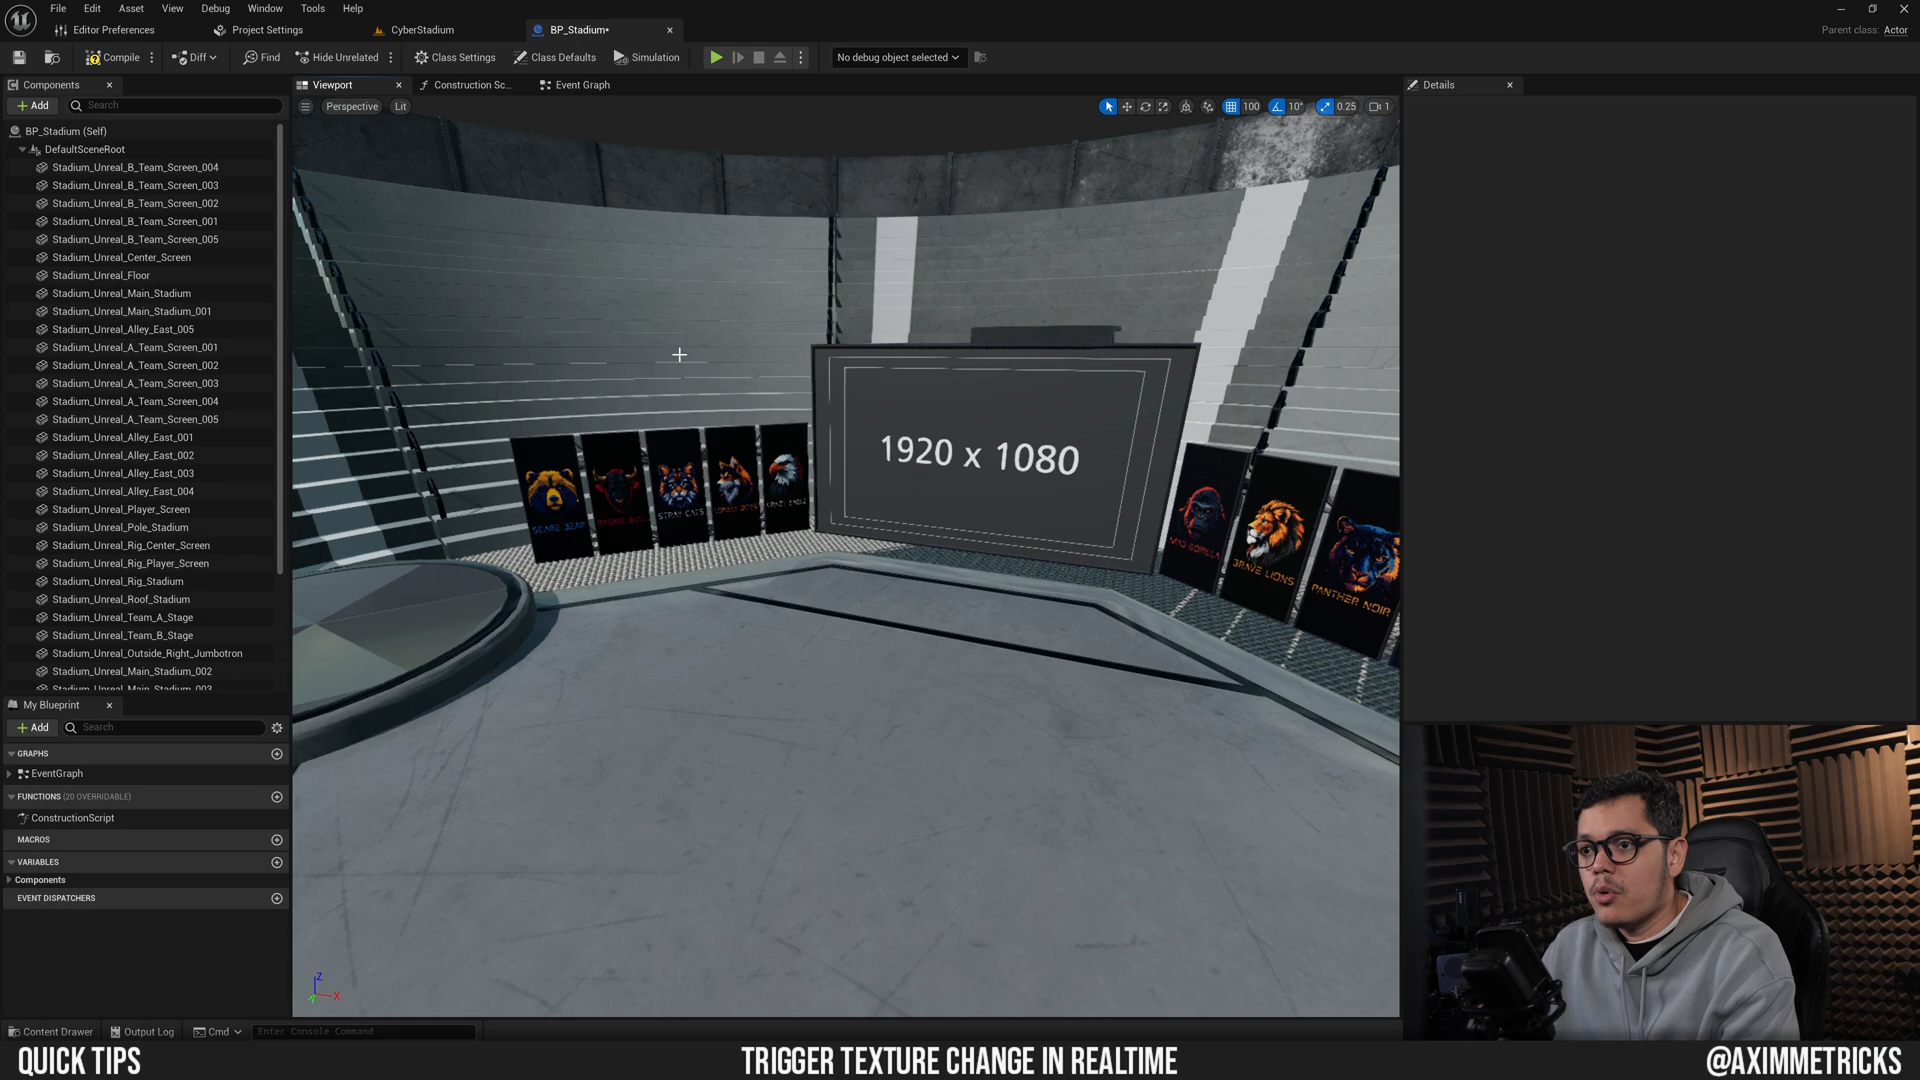 File Edit Asset View Debug Window Tools Help
Editor Preferences Project Settings CyberStadium BP_Stadium* Parent class: Actor
Compile Diff Find Hide Unrelated Class Settings Class Defaults Simulation No debug object selected
Components
Viewport Construction Sc... Event Graph
Details
Add Search
Perspective Lit
100 10° 0.25 1
BP_Stadium (Self)
DefaultSceneRoot
Stadium_Unreal_B_Team_Screen_004
Stadium_Unreal_B_Team_Screen_003
Stadium_Unreal_B_Team_Screen_002
Stadium_Unreal_B_Team_Screen_001
Stadium_Unreal_B_Team_Screen_005
Stadium_Unreal_Center_Screen
Stadium_Unreal_Floor
Stadium_Unreal_Main_Stadium
Stadium_Unreal_Main_Stadium_001
Stadium_Unreal_Alley_East_005
Stadium_Unreal_A_Team_Screen_001
Stadium_Unreal_A_Team_Screen_002
Stadium_Unreal_A_Team_Screen_003
Stadium_Unreal_A_Team_Screen_004
Stadium_Unreal_A_Team_Screen_005
Stadium_Unreal_Alley_East_001
Stadium_Unreal_Alley_East_002
Stadium_Unreal_Alley_East_003
Stadium_Unreal_Alley_East_004
Stadium_Unreal_Player_Screen
Stadium_Unreal_Pole_Stadium
Stadium_Unreal_Rig_Center_Screen
Stadium_Unreal_Rig_Player_Screen
Stadium_Unreal_Rig_Stadium
Stadium_Unreal_Roof_Stadium
Stadium_Unreal_Team_A_Stage
Stadium_Unreal_Team_B_Stage
Stadium_Unreal_Outside_Right_Jumbotron
Stadium_Unreal_Main_Stadium_002
Stadium_Unreal_Main_Stadium_003
1920 x 1080
SCARE BEAR
STRAY CATS
MAD GORILLA
BRAVE LIONS
PANTHER NOIR
Z
Y
X
My Blueprint
Add Search
GRAPHS
EventGraph
FUNCTIONS (20 OVERRIDABLE)
ConstructionScript
MACROS
VARIABLES
Components
EVENT DISPATCHERS
Content Drawer Output Log Cmd Enter Console Command
QUICK TIPS
TRIGGER TEXTURE CHANGE IN REALTIME
@AXIMMETRICKS